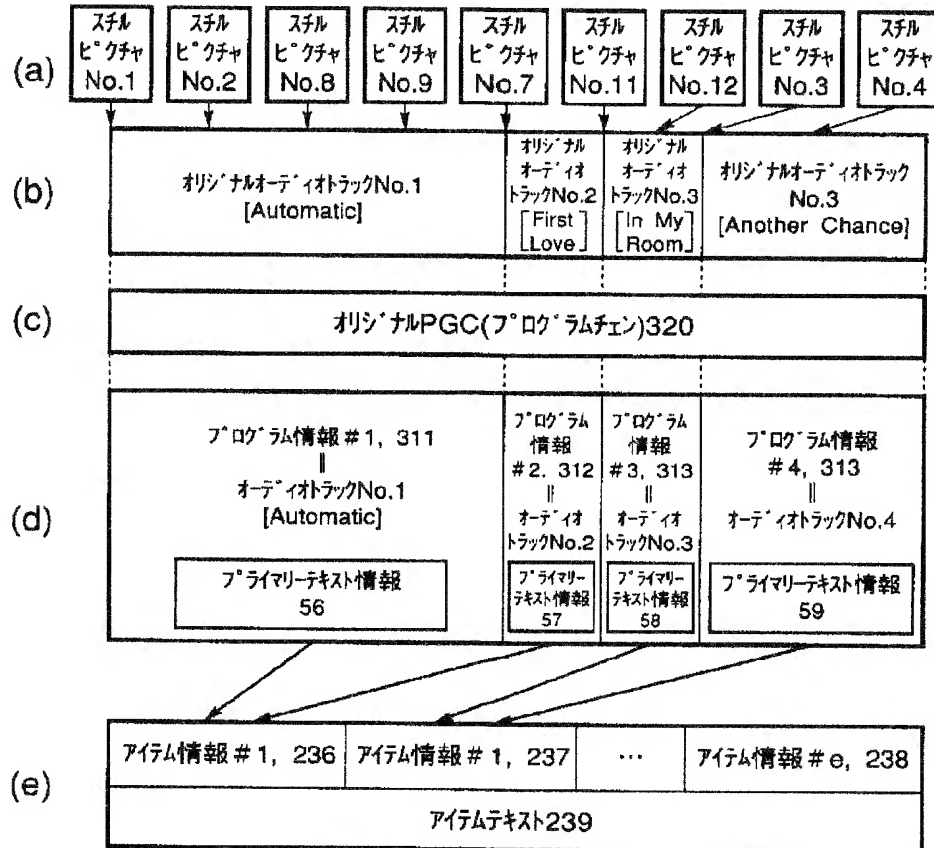 (a)
ｽﾁﾙ
ﾋﾟｸﾁｬ
No.1
ｽﾁﾙ
ﾋﾟｸﾁｬ
No.2
ｽﾁﾙ
ﾋﾟｸﾁｬ
No.8
ｽﾁﾙ
ﾋﾟｸﾁｬ
No.9
ｽﾁﾙ
ﾋﾟｸﾁｬ
No.7
ｽﾁﾙ
ﾋﾟｸﾁｬ
No.11
ｽﾁﾙ
ﾋﾟｸﾁｬ
No.12
ｽﾁﾙ
ﾋﾟｸﾁｬ
No.3
ｽﾁﾙ
ﾋﾟｸﾁｬ
No.4
(b)
ｵﾘｼﾞﾅﾙｵｰﾃﾞｨｵﾄﾗｯｸNo.1
[Automatic]
ｵﾘｼﾞﾅﾙ
ｵｰﾃﾞｨｵ
ﾄﾗｯｸNo.2
[First
Love]
ｵﾘｼﾞﾅﾙ
ｵｰﾃﾞｨｵ
ﾄﾗｯｸNo.3
[In My
Room]
ｵﾘｼﾞﾅﾙｵｰﾃﾞｨｵﾄﾗｯｸ
No.3
[Another Chance]
(c)
ｵﾘｼﾞﾅﾙPGC(ﾌﾟﾛｸﾞﾗﾑﾁｪﾝ)320
(d)
ﾌﾟﾛｸﾞﾗﾑ情報＃1, 311
||
ｵｰﾃﾞｨｵﾄﾗｯｸNo.1
[Automatic]
ﾌﾟﾗｲﾏﾘｰﾃｷｽﾄ情報
56
ﾌﾟﾛｸﾞﾗﾑ
情報
＃2, 312
||
ｵｰﾃﾞｨｵ
ﾄﾗｯｸNo.2
ﾌﾟﾗｲﾏﾘｰ
ﾃｷｽﾄ情報
57
ﾌﾟﾛｸﾞﾗﾑ
情報
＃3, 313
||
ｵｰﾃﾞｨｵ
ﾄﾗｯｸNo.3
ﾌﾟﾗｲﾏﾘｰ
ﾃｷｽﾄ情報
58
ﾌﾟﾛｸﾞﾗﾑ情報
＃4, 313
||
ｵｰﾃﾞｨｵﾄﾗｯｸNo.4
ﾌﾟﾗｲﾏﾘｰﾃｷｽﾄ情報
59
(e)
ｱｲﾃﾑ情報＃1, 236
ｱｲﾃﾑ情報＃1, 237
…
ｱｲﾃﾑ情報＃e, 238
ｱｲﾃﾑﾃｷｽﾄ239